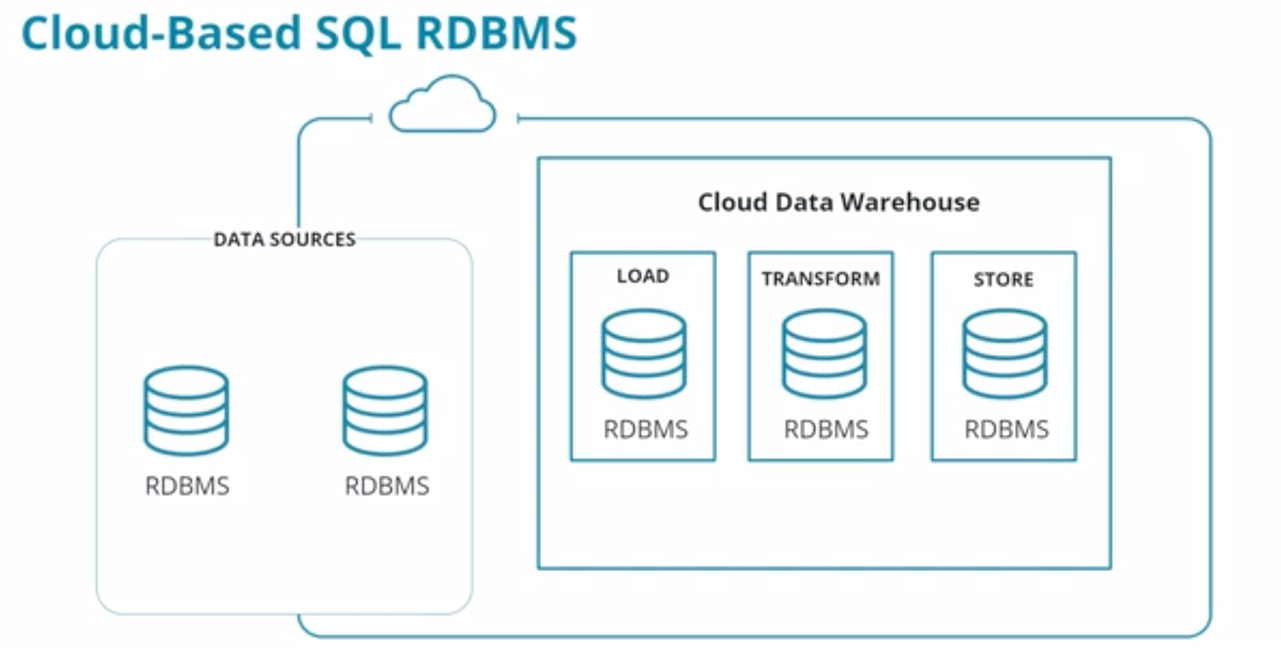 Cloud-Based SQL RDBMS
DATA SOURCES
RDBMS
RDBMS
Cloud Data Warehouse
LOAD
RDBMS
TRANSFORM
RDBMS
STORE
RDBMS